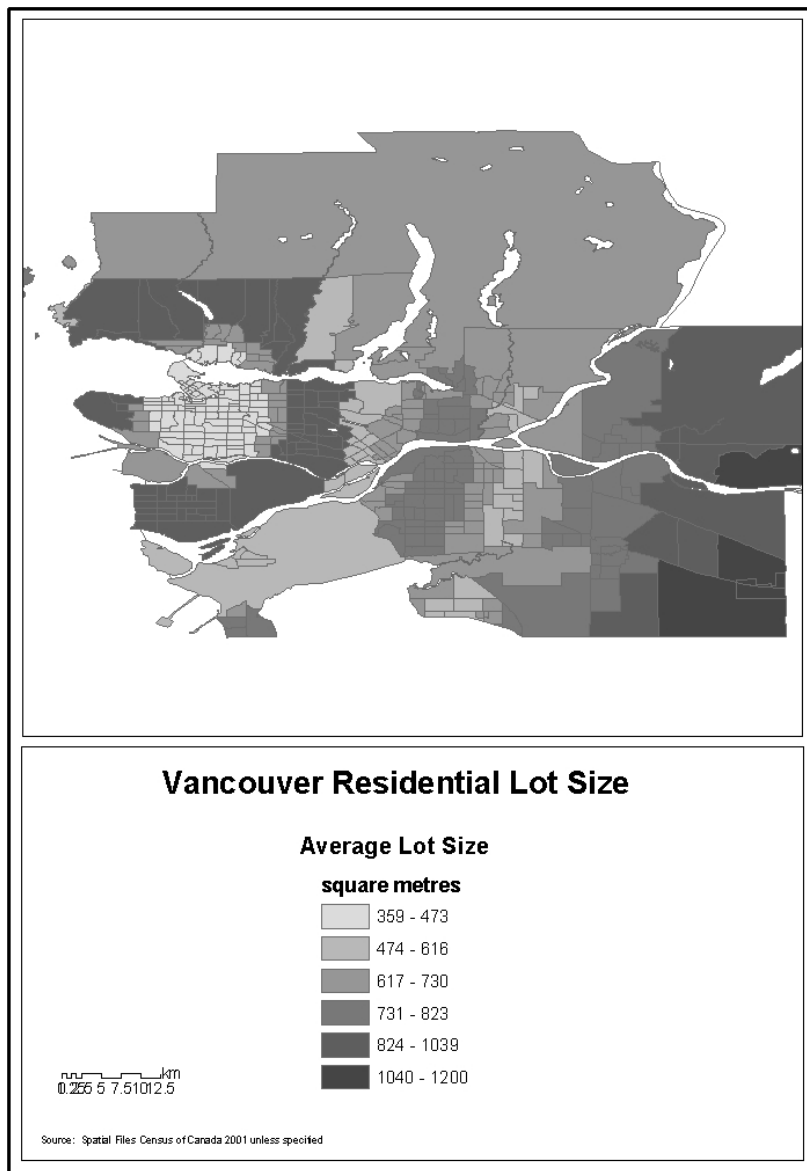 Vancouver Residential Lot Size
Average Lot Size
square metres
359 - 473
474 - 616
617 - 730
731 - 823
824 - 1039
1040 - 1200
km
Source: Spatial Files Census of Canada 2001 unless specified